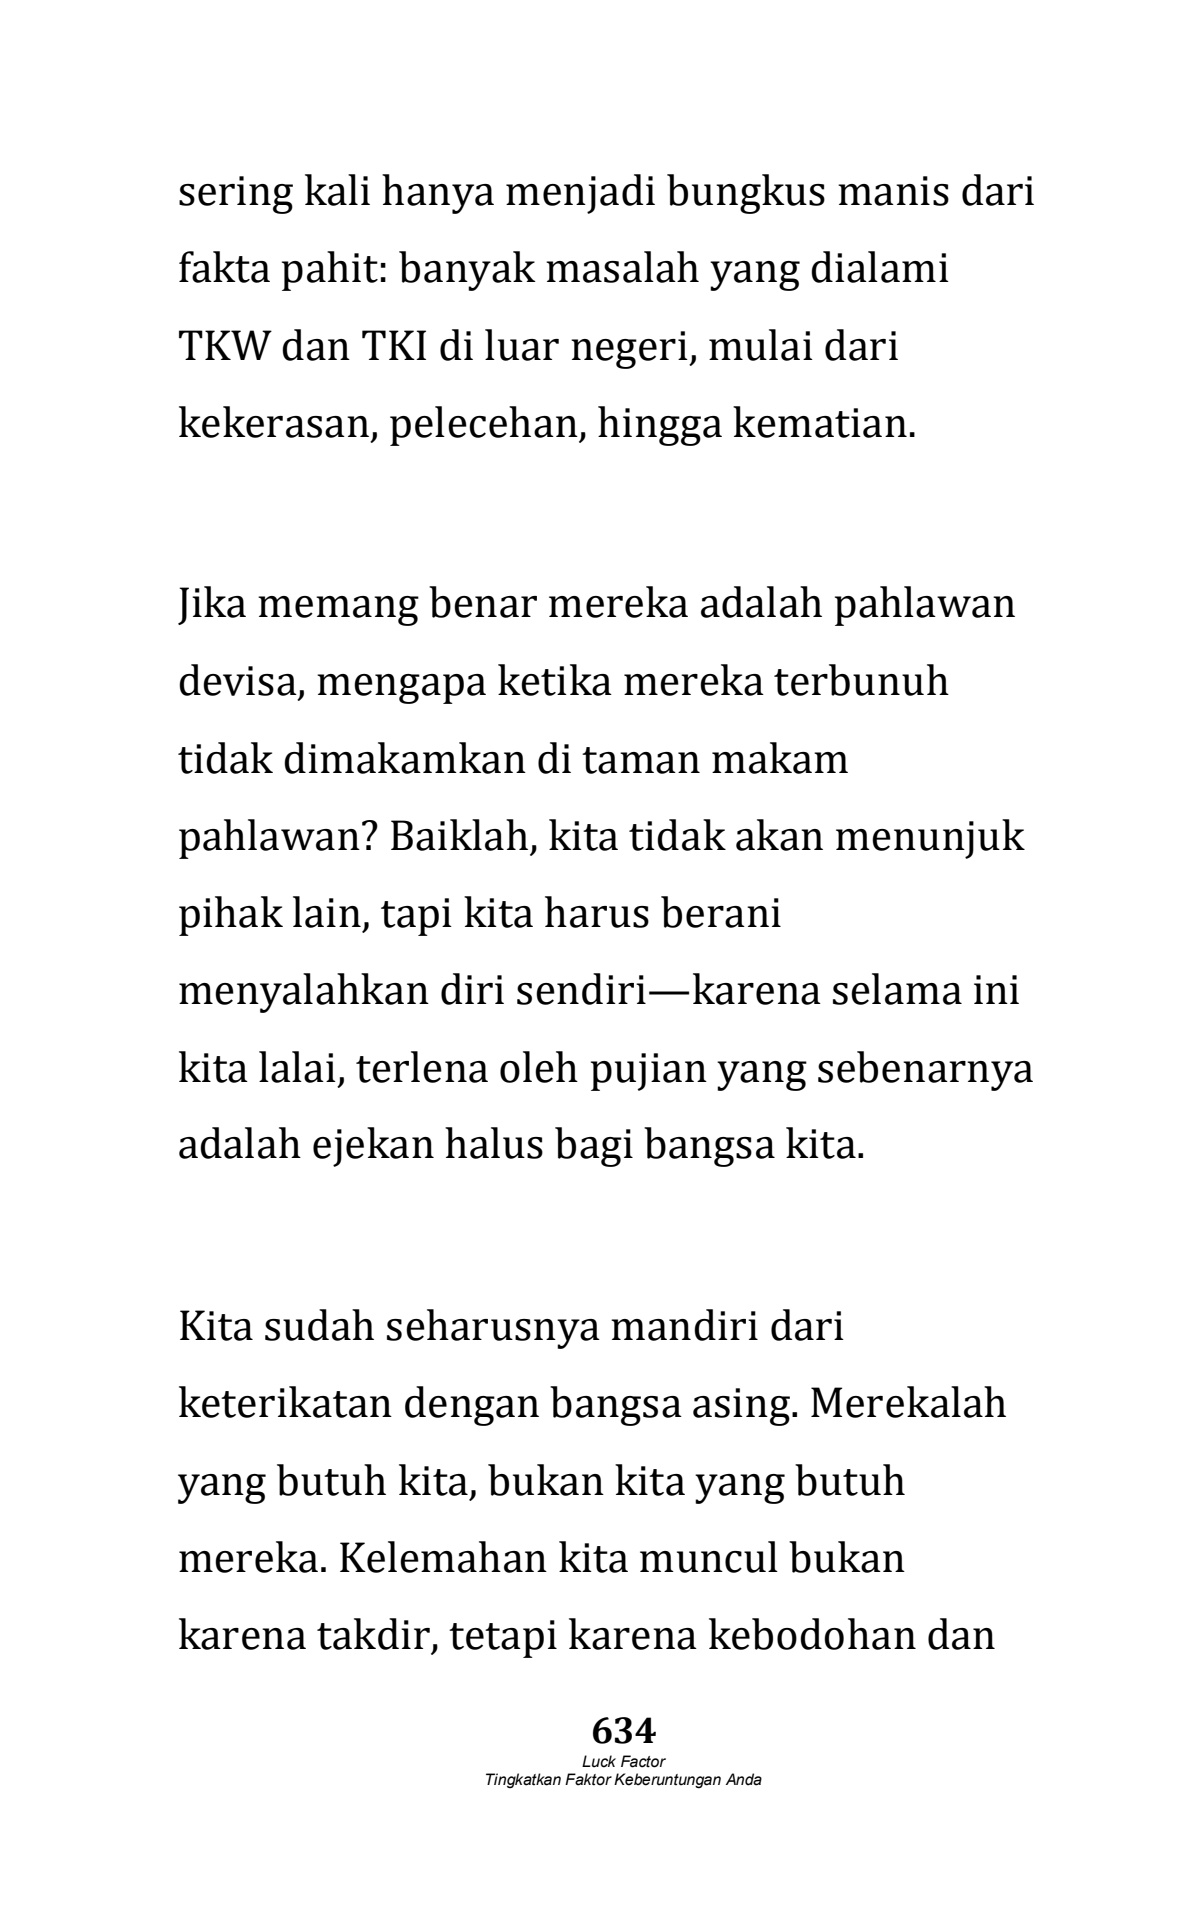 sering kali hanya menjadi bungkus manis dari
fakta pahit: banyak masalah yang dialami
TKW dan TKI di luar negeri, mulai dari
kekerasan, pelecehan, hingga kematian.
Jika memang benar mereka adalah pahlawan
devisa, mengapa ketika mereka terbunuh
tidak dimakamkan di taman makam
pahlawan? Baiklah, kita tidak akan menunjuk
pihak lain, tapi kita harus berani
menyalahkan diri sendiri—karena selama ini
kita lalai, terlena oleh pujian yang sebenarnya
adalah ejekan halus bagi bangsa kita.
Kita sudah seharusnya mandiri dari
keterikatan dengan bangsa asing. Merekalah
yang butuh kita, bukan kita yang butuh
mereka. Kelemahan kita muncul bukan
karena takdir, tetapi karena kebodohan dan
634
Luck Factor
Tingkatkan Faktor Keberuntungan Anda